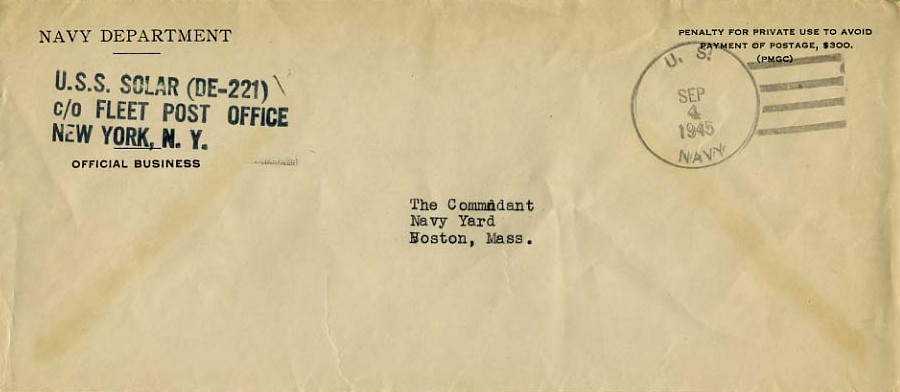 NAVY DEPARTMENT
U.S.S. SOLAR (DE-221)
c/o FLEET POST OFFICE
NEW YORK, N. Y.
OFFICIAL BUSINESS
PENALTY FOR PRIVATE USE TO AVOID
PAYMENT OF POSTAGE, $300.
(PMGC)
U. S.
SEP
4
1945
NAVY
The Commndant
Navy Yard
Boston, Mass.